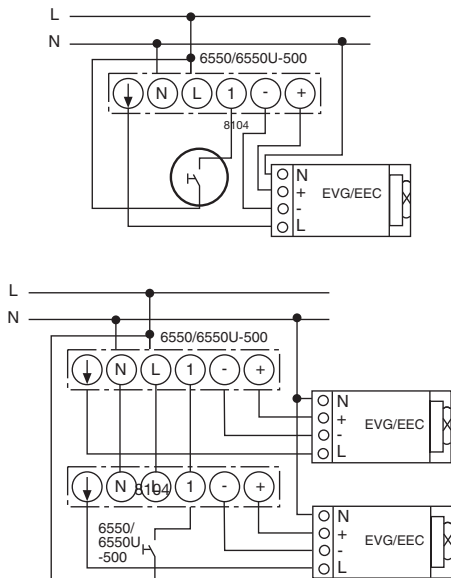 L
N
6550/6550U-500
N L 1 - +
8104
N
+ EVG/EEC
-
L
L
N
6550/6550U-500
N L 1 - +
N
+ EVG/EEC
-
L
N L 1 - +
8104
6550/
6550U
-500
N
+ EVG/EEC
-
L